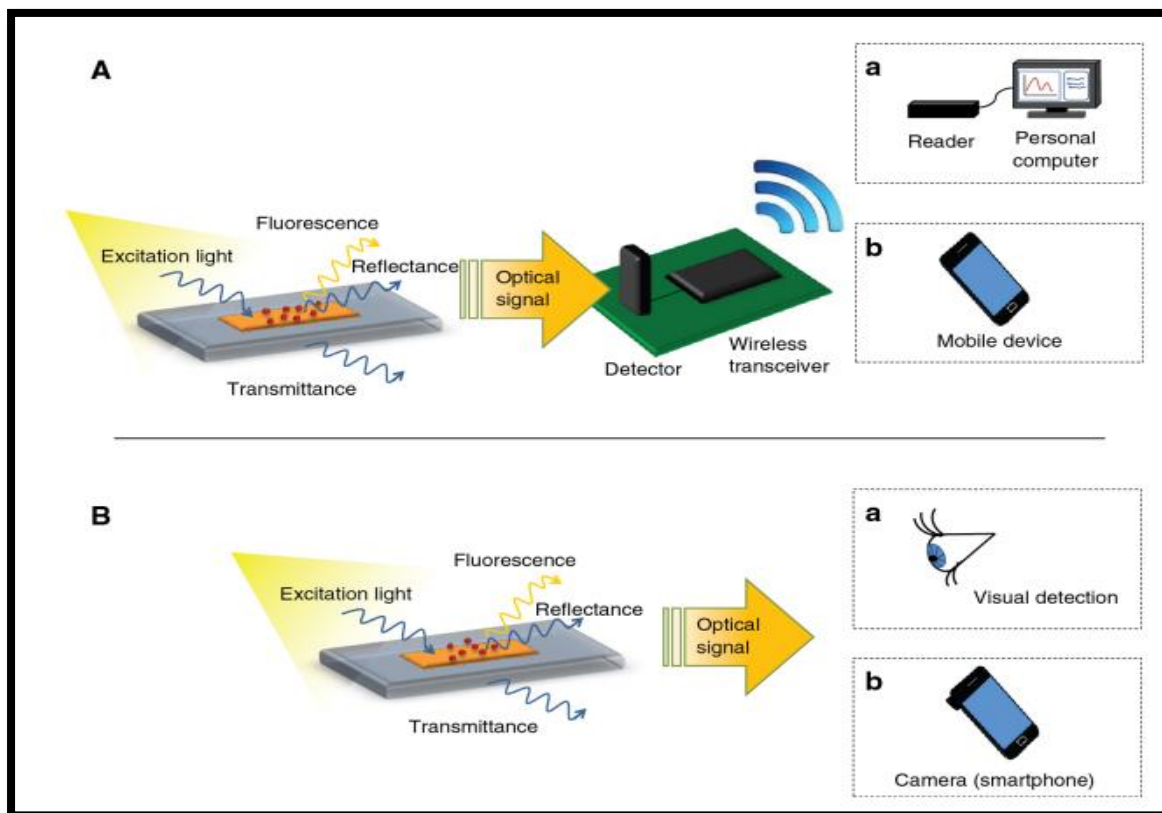 A
a
Reader
Personal
computer
Fluorescence
Excitation light
Reflectance
Optical
signal
b
Mobile device
Wireless
transceiver
Detector
Transmittance
B
a
Visual detection
Fluorescence
Excitation light
Reflectance
Optical
signal
b
Transmittance
Camera (smartphone)